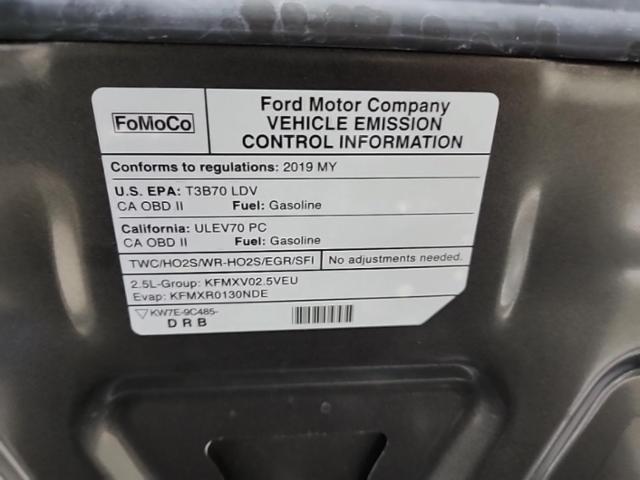 FoMoCo
Ford Motor Company
VEHICLE EMISSION
CONTROL INFORMATION
Conforms to regulations: 2019 MY
U.S. EPA: T3B70 LDV
CA OBD II Fuel: Gasoline
California: ULEV70 PC
CA OBD II Fuel: Gasoline
TWC/HO2S/WR-HO2S/EGR/SFI No adjustments needed.
2.5L-Group: KFMXV02.5VEU
Evap: KFMXR0130NDE
KW7E-9C485-
D R B